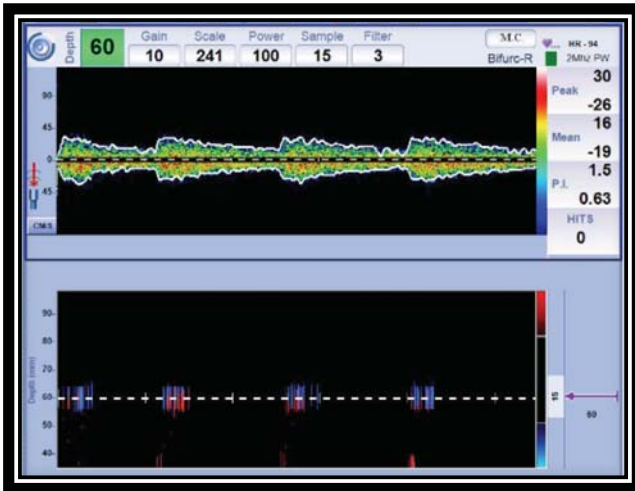 Depth 60 Gain Scale Power Sample Filter
10 241 100 15 3
M.C.
Bifurc-R
HR - 94
2Mhz PW
90
45
0
45
CM/S
Peak 30
-26
Mean 16
-19
P.I. 1.5
0.63
HITS
0
Depth (mm)
90
80
70
60
50
40
15
60